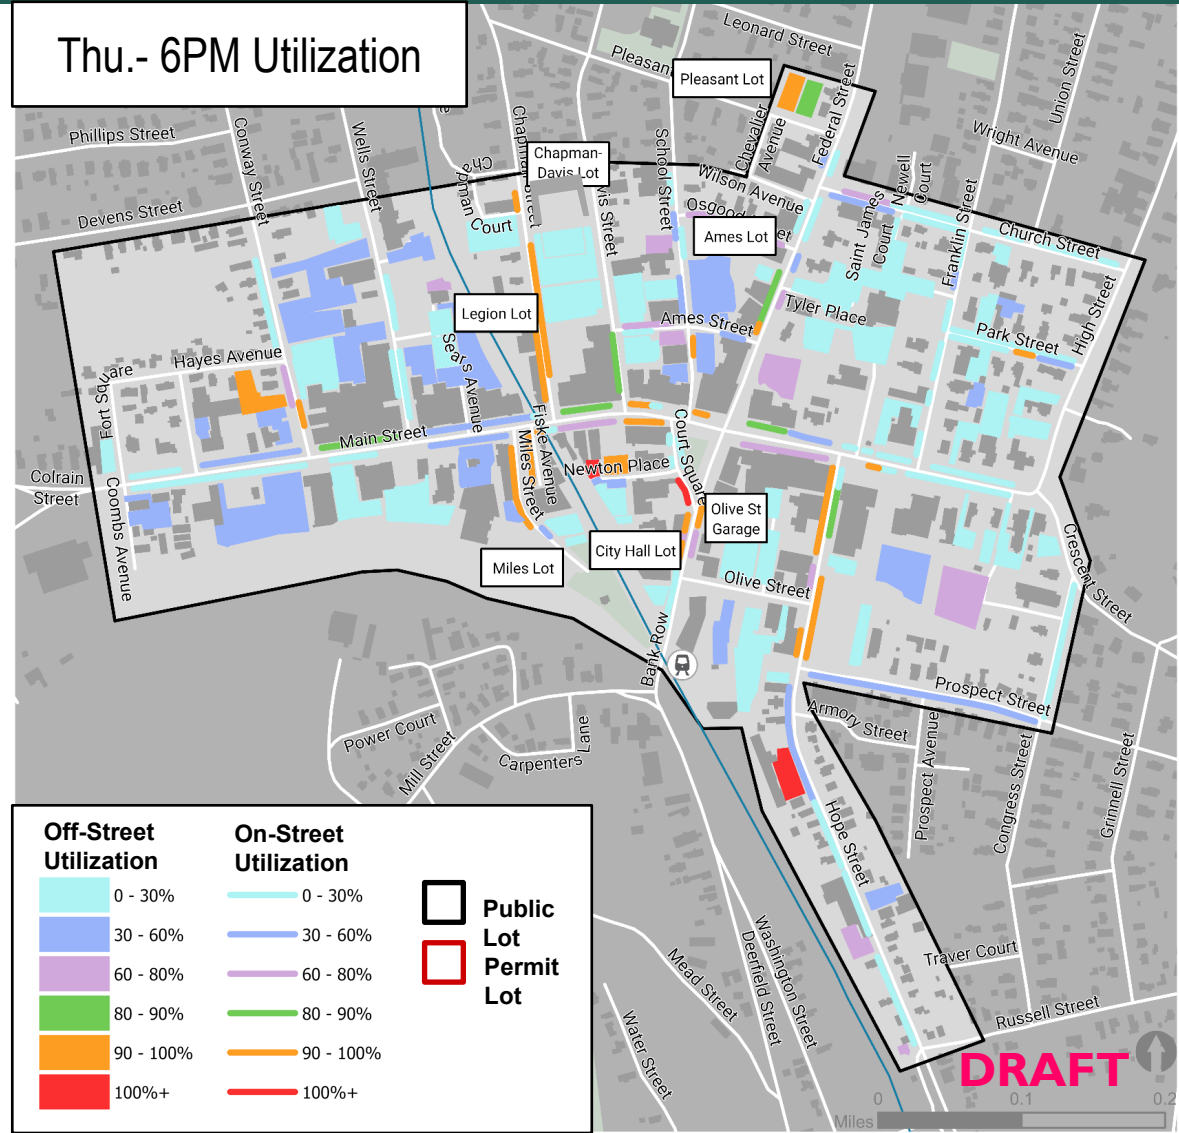 Thu.- 6PM Utilization
Leonard Street
Pleasant
Pleasant Lot
Union Street
Wright Avenue
Phillips Street
Conway Street
Wells Street
Devens Street
Chapman Street
Chapman-
Davis Lot
Chapman
Court
Davis Street
School Street
Chevalier
Avenue
Federal Street
Wilson Avenue
Osgood Street
Ames Lot
Saint James
Court
Newell
Court
Franklin Street
Church Street
High Street
Legion Lot
Ames Street
Tyler Place
Park Street
Hayes Avenue
Fort Square
Sears Avenue
Main Street
Fiske Avenue
Miles Street
Newton Place
Court Square
Colrain
Street
Coombs Avenue
Olive St
Garage
City Hall Lot
Miles Lot
Olive Street
Crescent Street
Bank Row
Prospect Street
Armory Street
Power Court
Mill Street
Carpenters
Lane
Prospect Avenue
Congress Street
Grinnell Street
Hope Street
Traver Court
Russell Street
Washington Street
Deerfield Street
Mead Street
Water Street
Off-Street
Utilization
0 - 30%
30 - 60%
60 - 80%
80 - 90%
90 - 100%
100%+
On-Street
Utilization
0 - 30%
30 - 60%
60 - 80%
80 - 90%
90 - 100%
100%+
Public
Lot
Permit
Lot
DRAFT
0 0.1 0.2
Miles